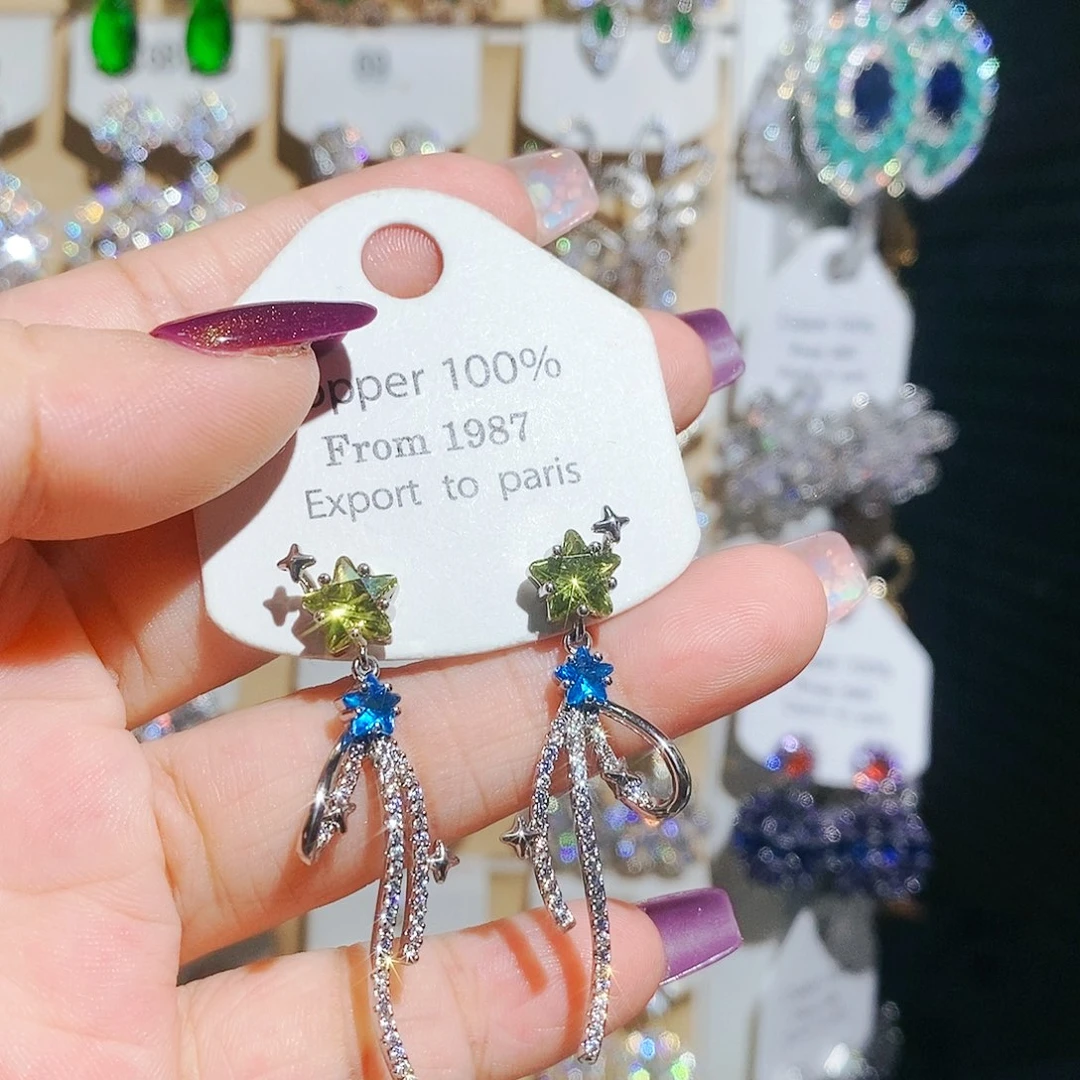 opper 100%
From 1987
Export to paris